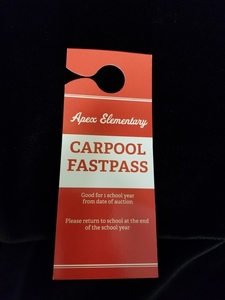 Apex Elementary
CARPOOL
FASTPASS
Good for 1 school year
from date of auction
Please return to school at the end
of the school year